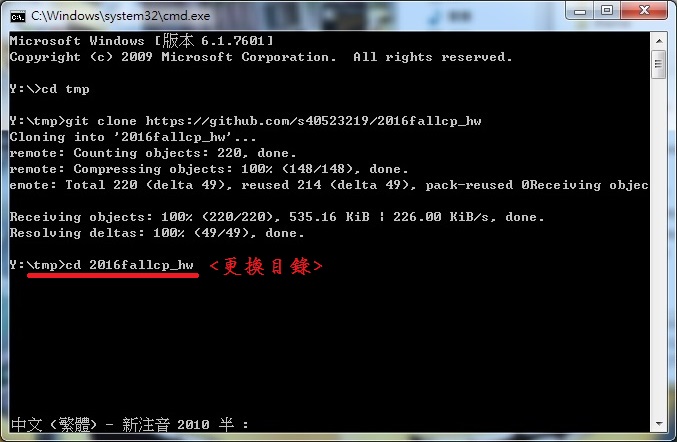 C:\Windows\system32\cmd.exe
Microsoft Windows [版本 6.1.7601]
Copyright (c) 2009 Microsoft Corporation.  All rights reserved.
Y:\>cd tmp
Y:\tmp>git clone https://github.com/s40523219/2016fallcp_hw
Cloning into '2016fallcp_hw'...
remote: Counting objects: 220, done.
remote: Compressing objects: 100% (148/148), done.
emote: Total 220 (delta 49), reused 214 (delta 49), pack-reused 0Receiving objec
Receiving objects: 100% (220/220), 535.16 KiB ¦ 226.00 KiB/s, done.
Resolving deltas: 100% (49/49), done.
Y:\tmp>cd 2016fallcp_hw <更換目錄>
中文 (繁體) - 新注音 2010 半 :